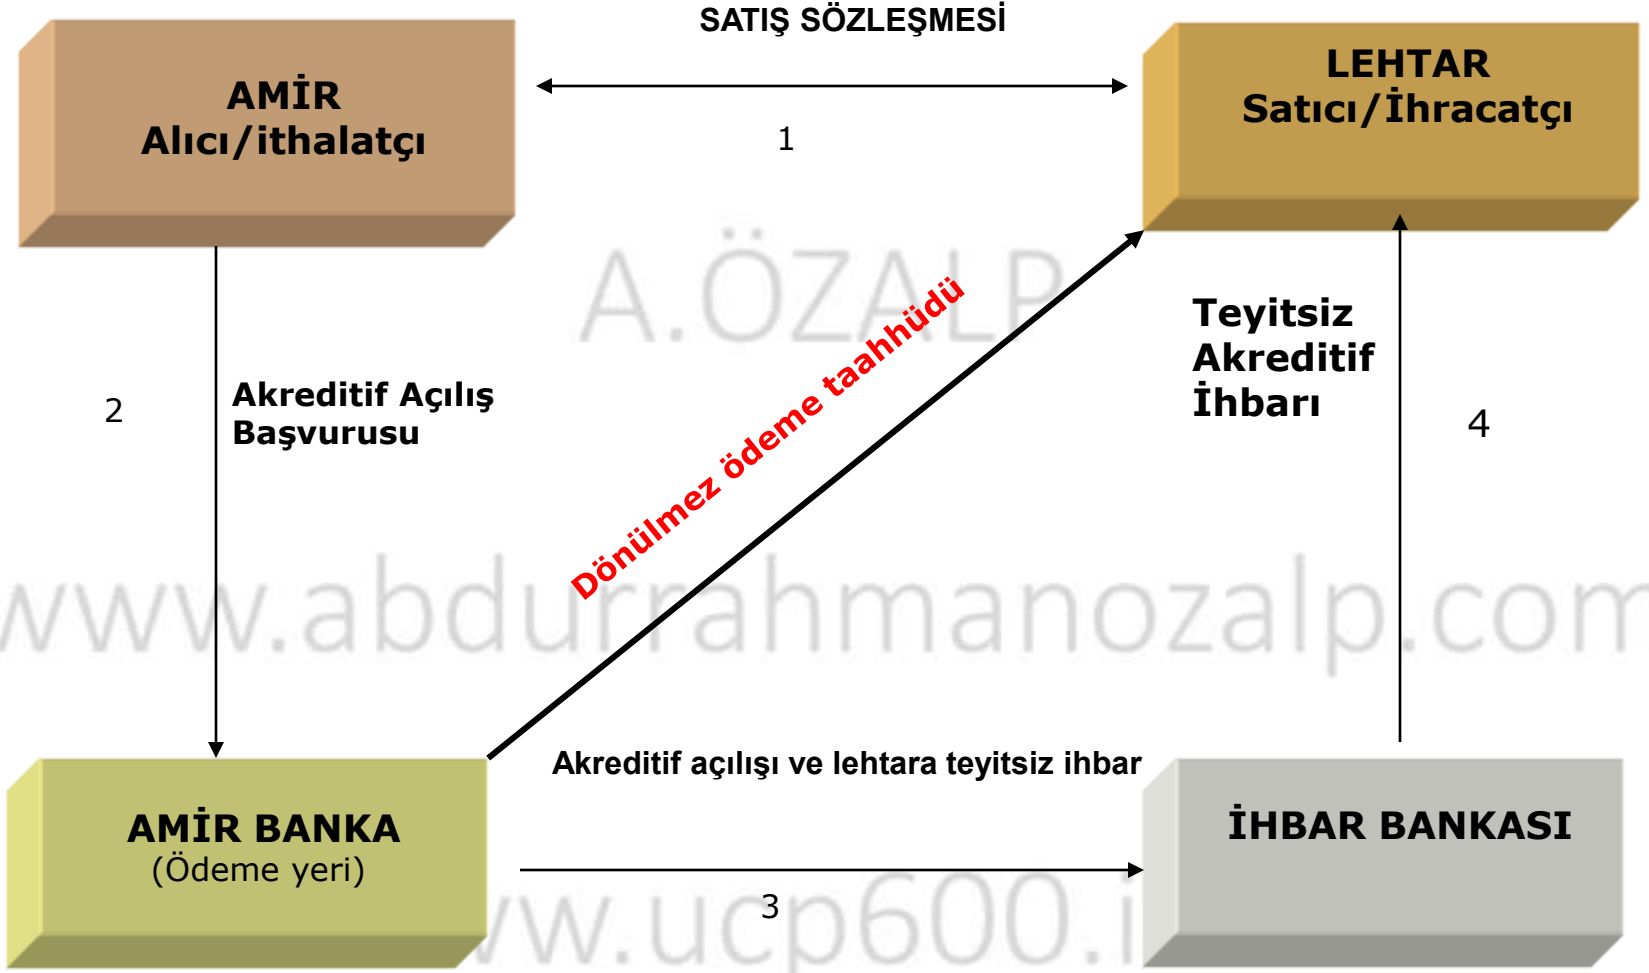 SATIŞ SÖZLEŞMESİ
AMİR
Alıcı/ithalatçı
LEHTAR
Satıcı/İhracatçı
1
A.ÖZALP
Dönülmez ödeme taahhüdü
Teyitsiz
Akreditif
İhbarı
2
Akreditif Açılış
Başvurusu
4
www.abdurrahmanozalp.com
Akreditif açılışı ve lehtara teyitsiz ihbar
AMİR BANKA
(Ödeme yeri)
İHBAR BANKASI
3
w.ucp600.i